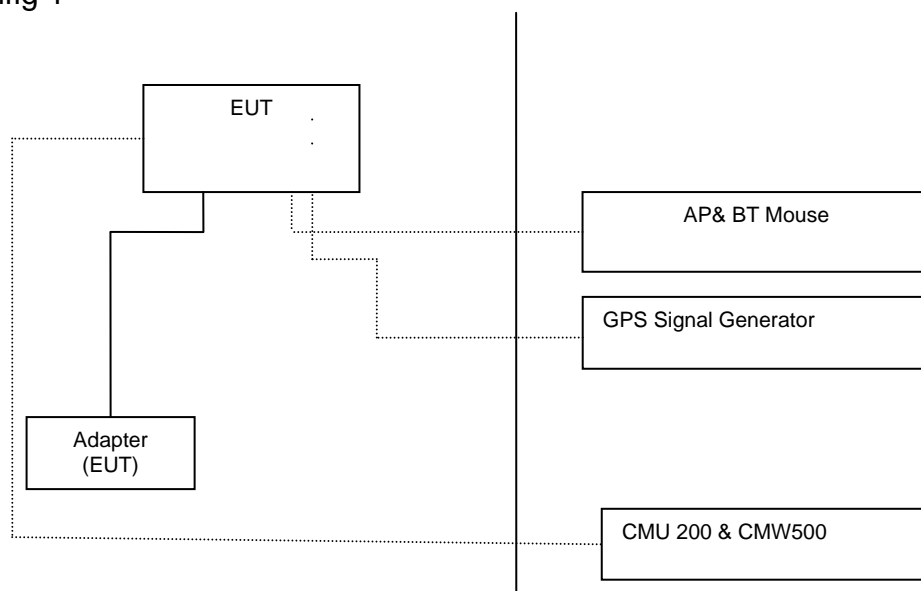 EUT
AP& BT Mouse
GPS Signal Generator
Adapter
(EUT)
CMU 200 & CMW500